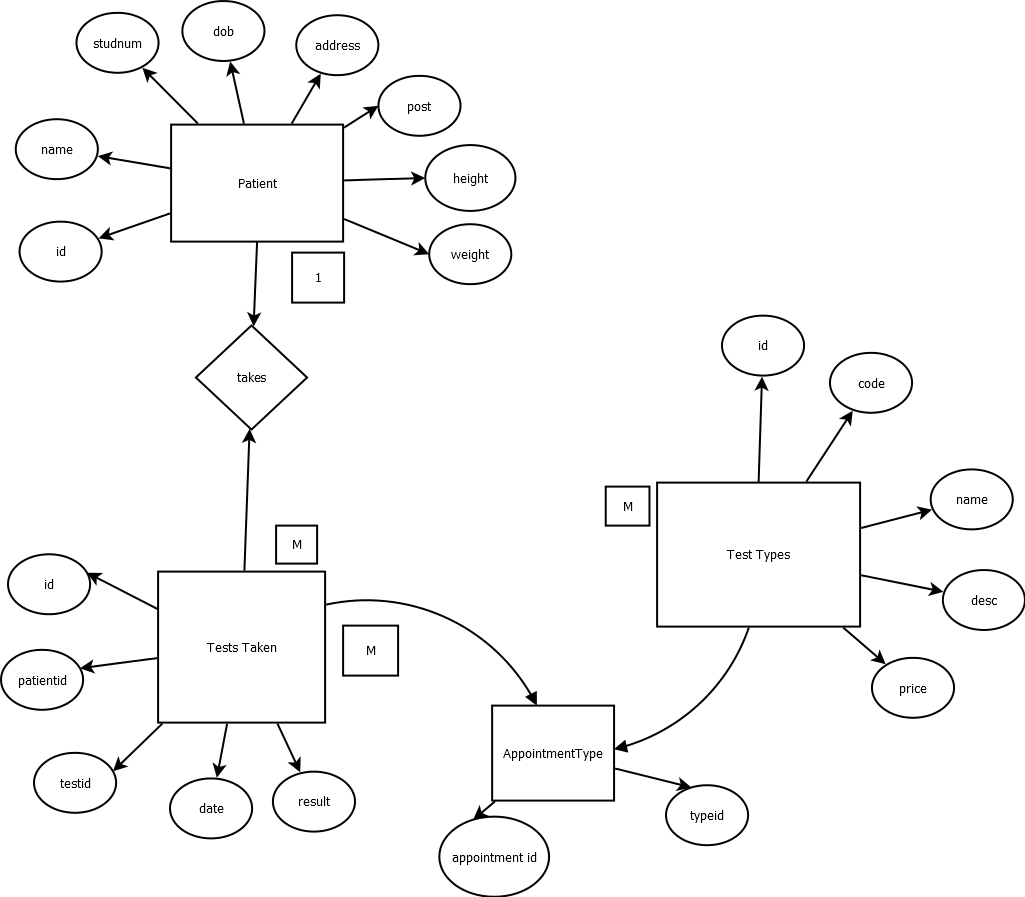 dob
studnum
address
post
name
height
Patient
id
weight
1
id
takes
code
name
M
M
Test Types
id
desc
Tests Taken
M
patientid
price
AppointmentType
testid
result
date
typeid
appointment id